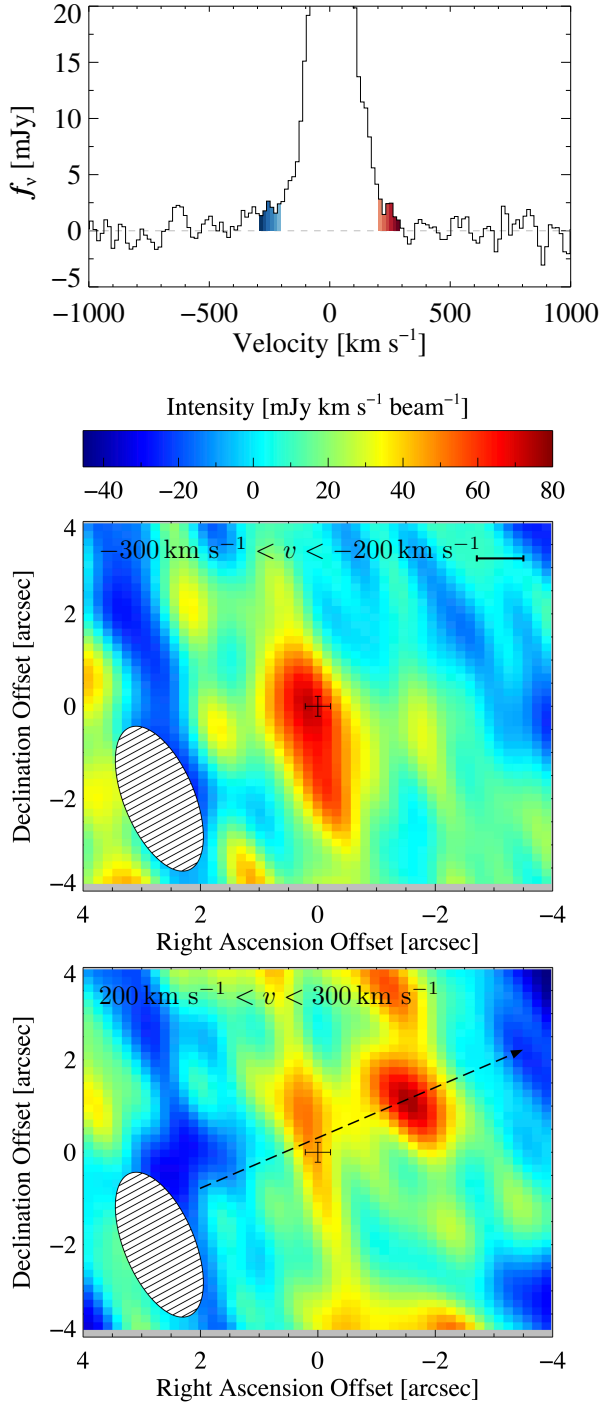 20
15
10
5
0
−5
fν [mJy]
−1000 −500 0 500 1000
Velocity [km s⁻¹]
Intensity [mJy km s⁻¹ beam⁻¹]
−40 −20 0 20 40 60 80
−300 km s⁻¹ < v < −200 km s⁻¹
4
2
0
−2
−4
Declination Offset [arcsec]
4 2 0 −2 −4
Right Ascension Offset [arcsec]
200 km s⁻¹ < v < 300 km s⁻¹
4
2
0
−2
−4
Declination Offset [arcsec]
4 2 0 −2 −4
Right Ascension Offset [arcsec]